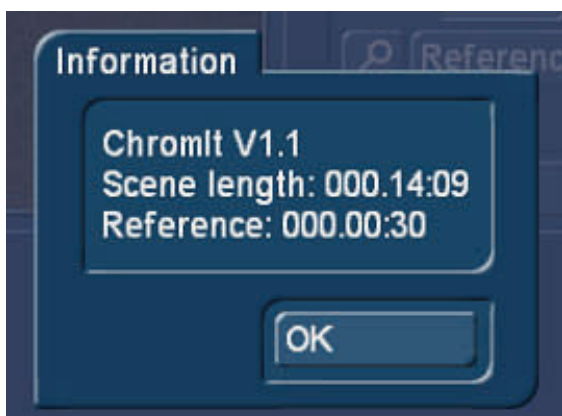 Referenc
Information
ChromIt V1.1
Scene length: 000.14:09
Reference: 000.00:30
OK